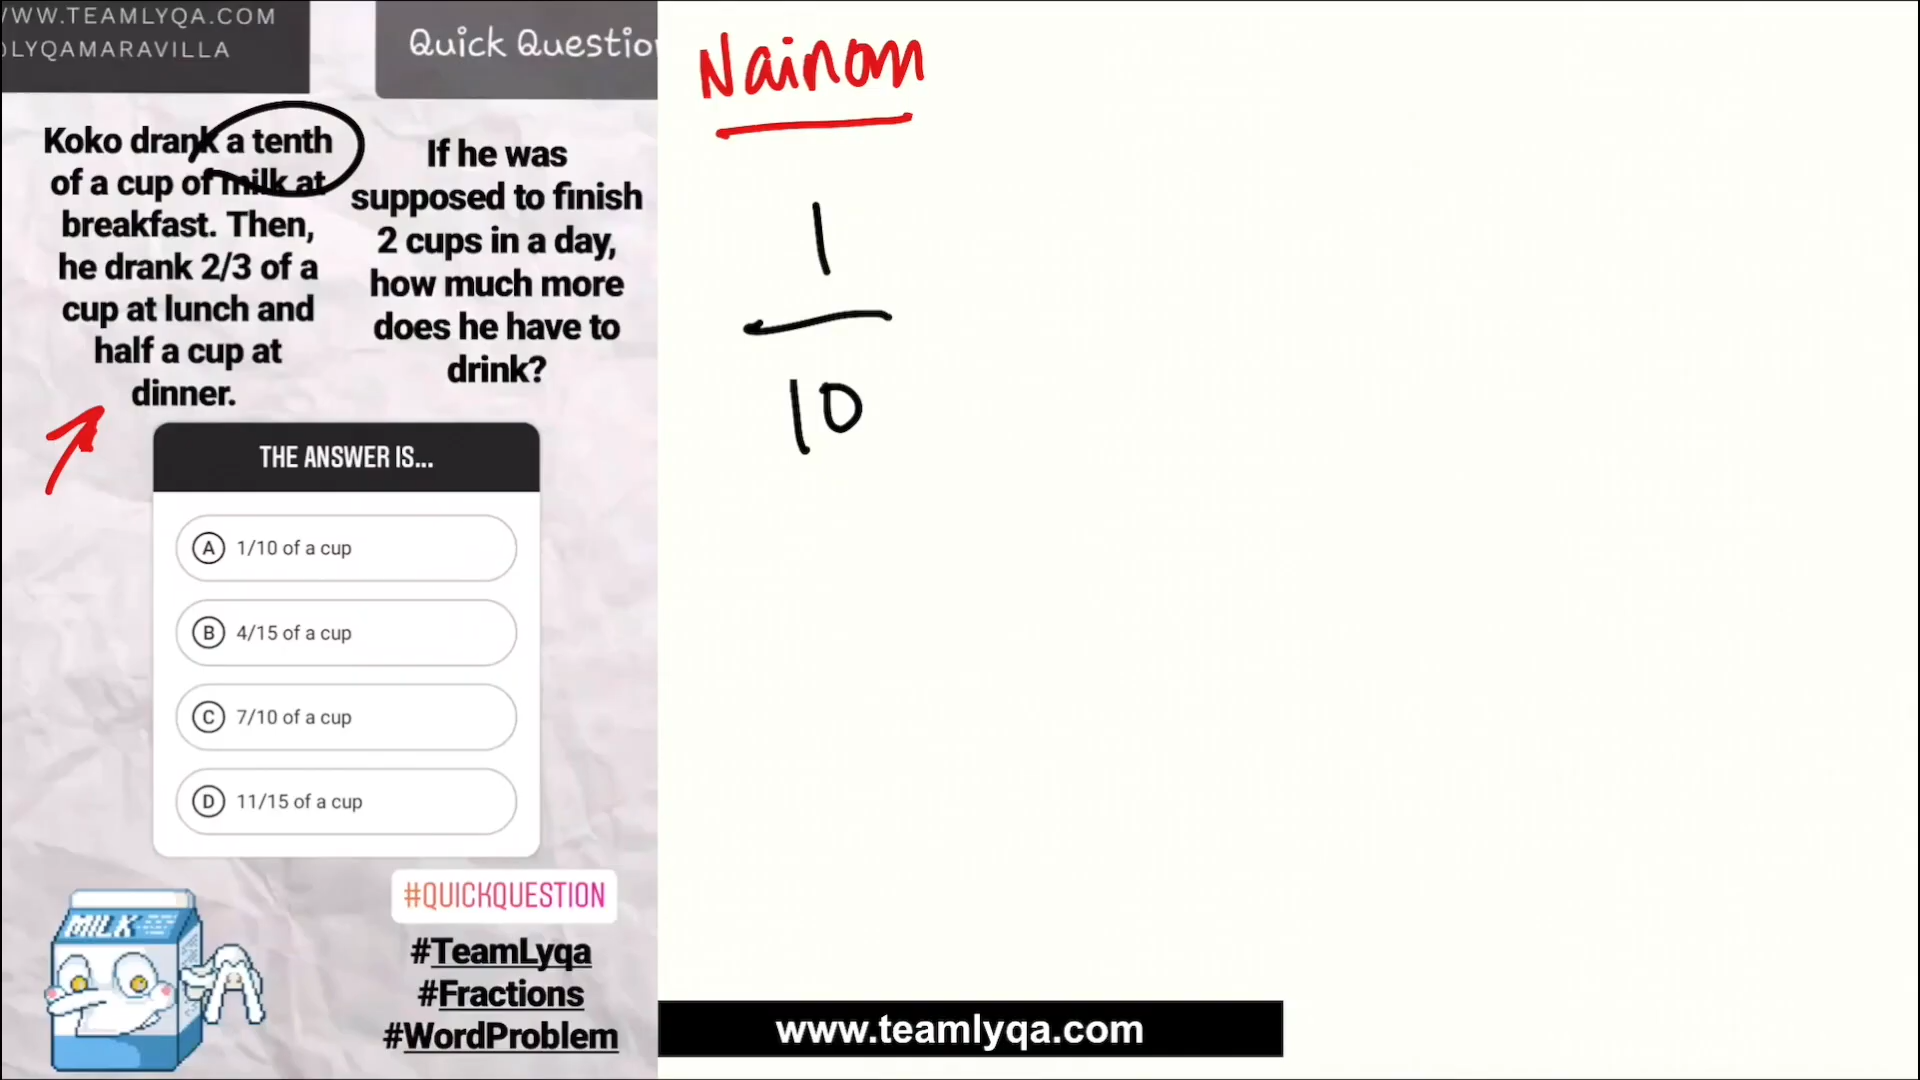 WWW.TEAMLYQA.COM
@LYQAMARAVILLA
Quick Questio
Koko drank a tenth
of a cup of milk at
breakfast. Then,
he drank 2/3 of a
cup at lunch and
half a cup at
dinner.
If he was
supposed to finish
2 cups in a day,
how much more
does he have to
drink?
THE ANSWER IS...
A 1/10 of a cup
B 4/15 of a cup
C 7/10 of a cup
D 11/15 of a cup
MILK
#QUICKQUESTION
#TeamLyqa
#Fractions
#WordProblem
Nainom
1
10
www.teamlyqa.com